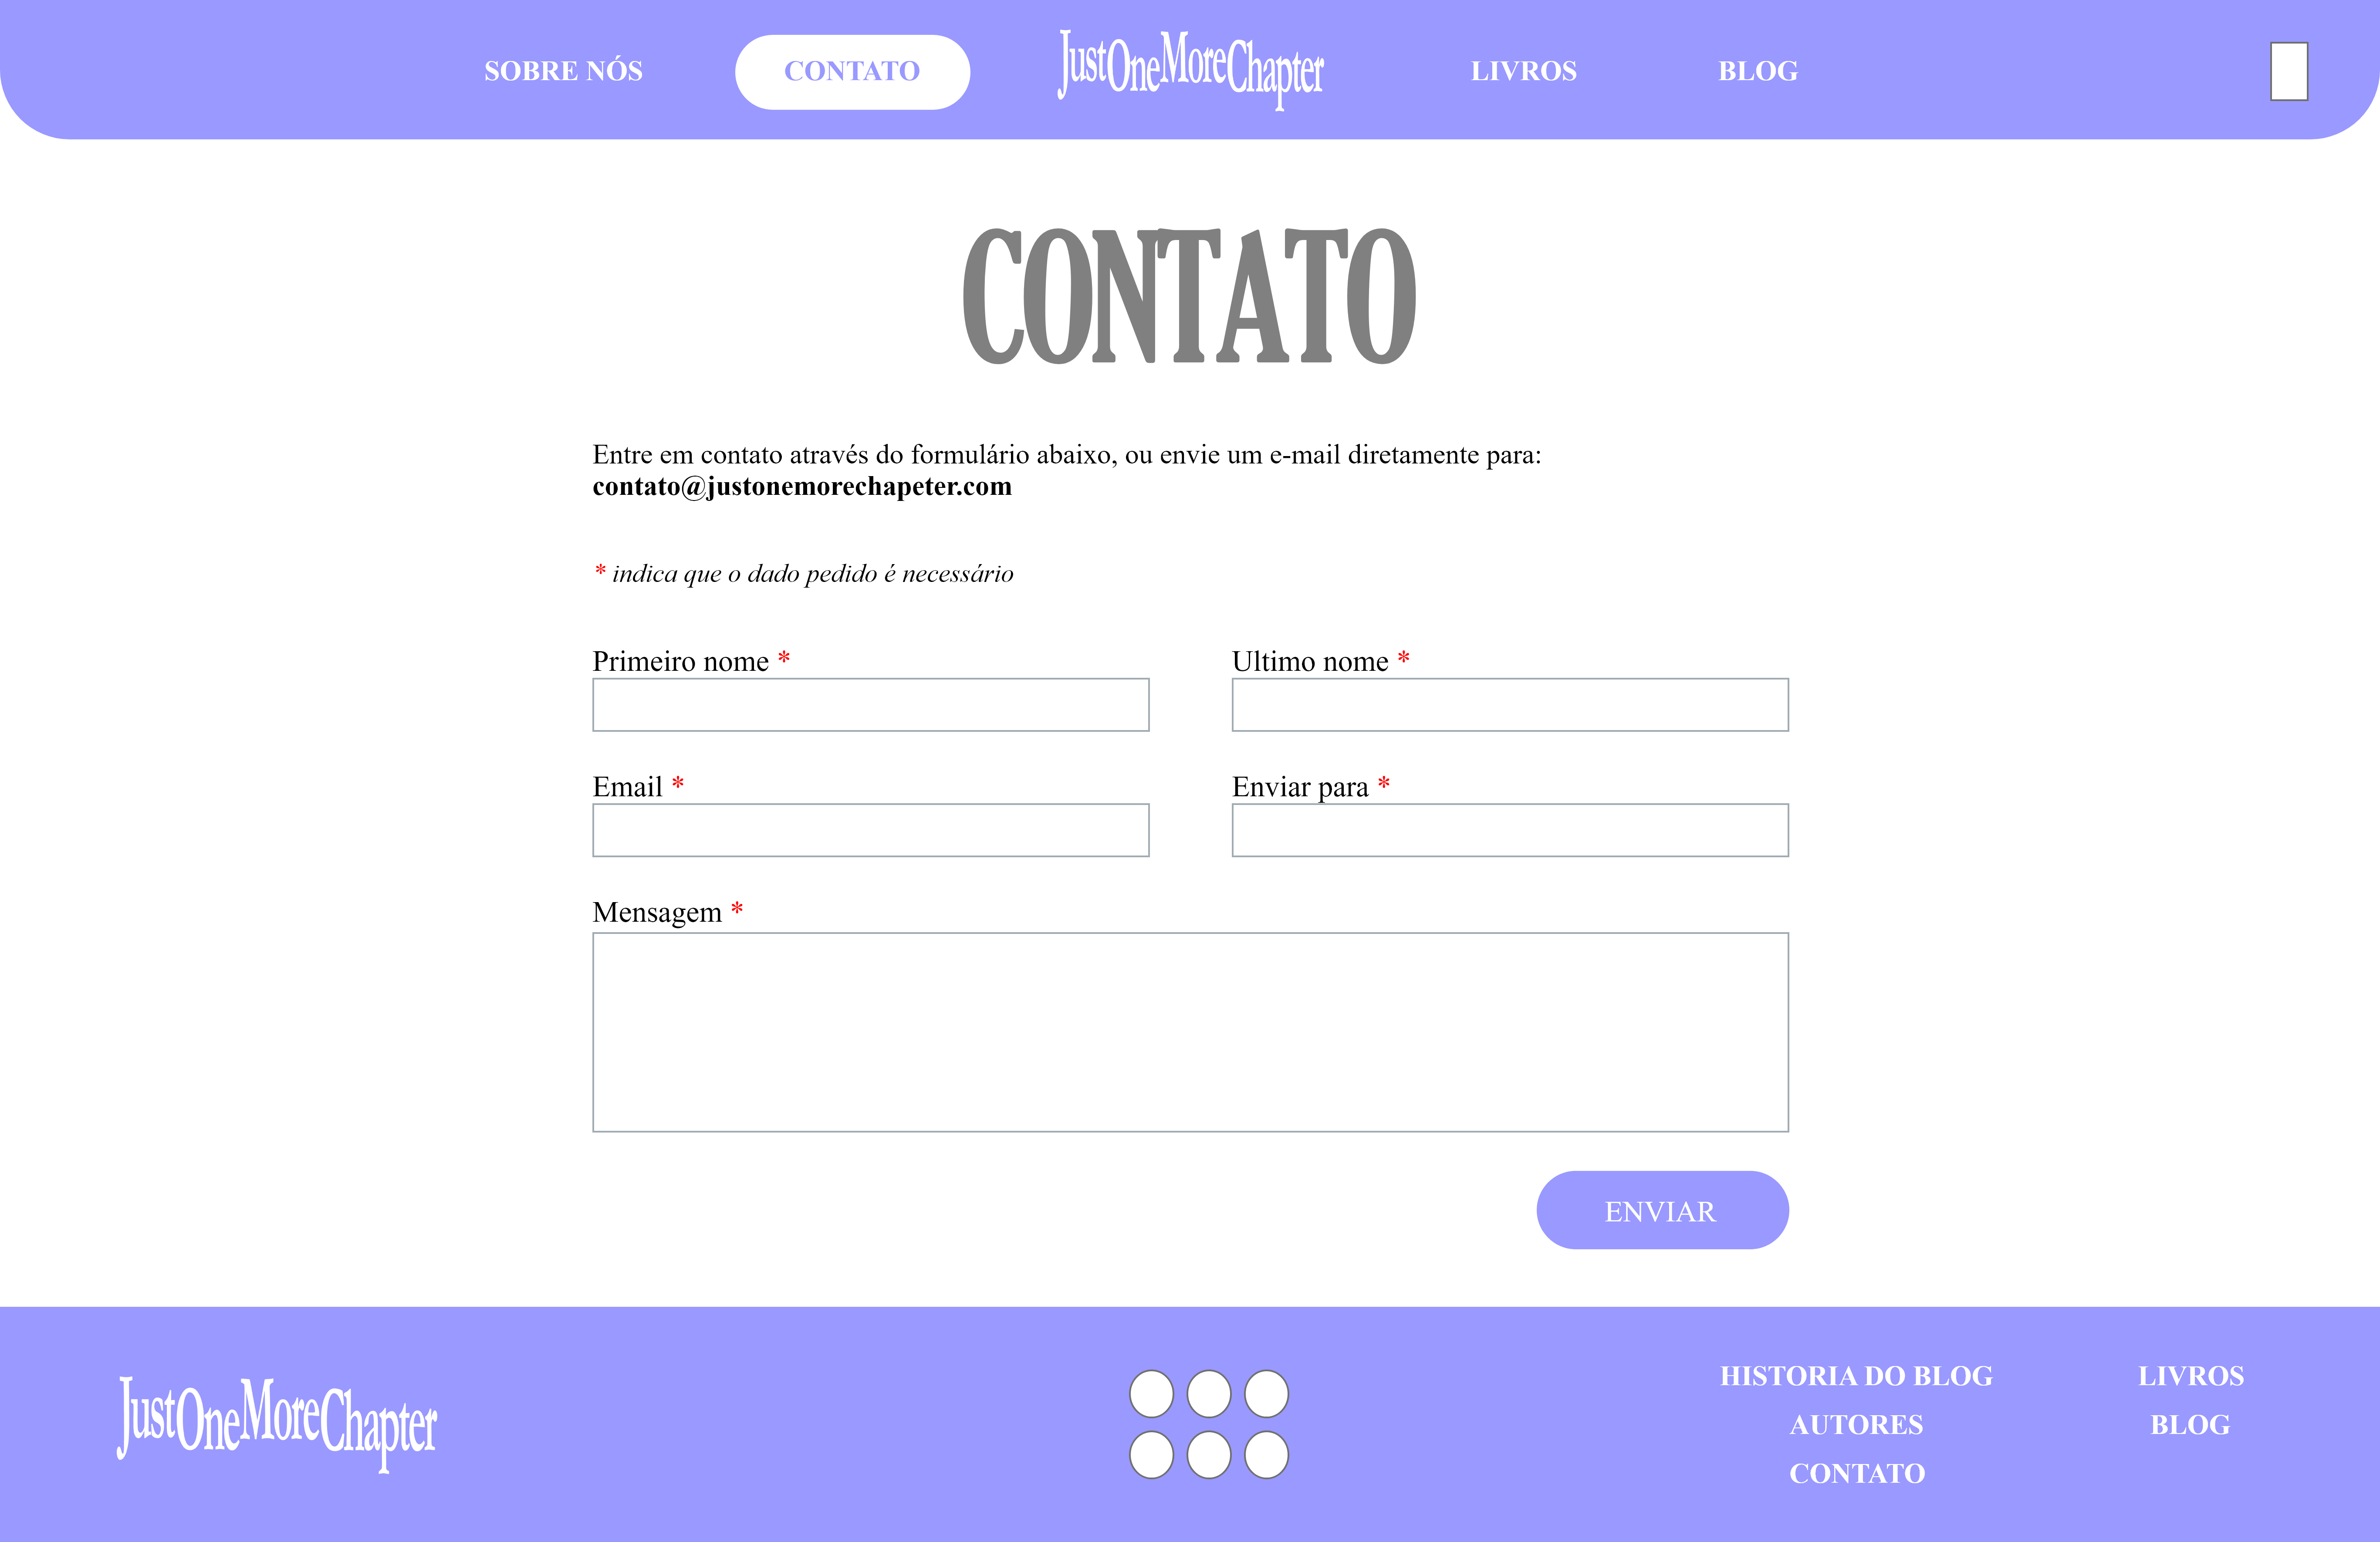 SOBRE NÓS
CONTATO
JustOneMoreChapter
LIVROS
BLOG
CONTATO
Entre em contato através do formulário abaixo, ou envie um e-mail diretamente para:
contato@justonemorechapeter.com
* indica que o dado pedido é necessário
Primeiro nome *
Ultimo nome *
Email *
Enviar para *
Mensagem *
ENVIAR
JustOneMoreChapter
HISTORIA DO BLOG
AUTORES
CONTATO
LIVROS
BLOG